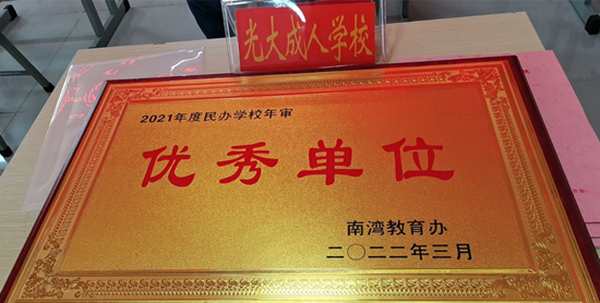 光大成人学校
2021年度民办学校年审
优秀单位
南湾教育办
二〇二二年三月